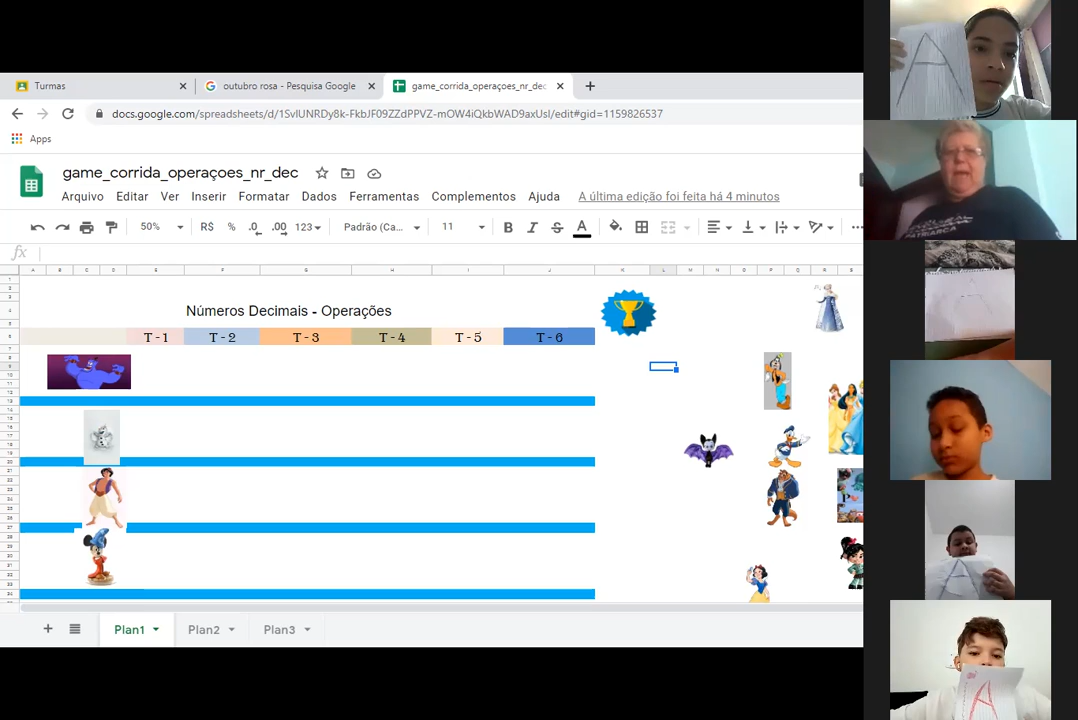 Turmas
outubro rosa - Pesquisa Google
game_corrida_operaçoes_nr_dec
docs.google.com/spreadsheets/d/1SvlUNRDy8k-FkbJF09ZZdPPVZ-mOW4iQkbWAD9axUsI/edit#gid=1159826537
Apps
game_corrida_operaçoes_nr_dec
Arquivo Editar Ver Inserir Formatar Dados Ferramentas Complementos Ajuda A última edição foi feita há 4 minutos
50% R$ % .0 .00 123 Padrão (Ca... 11 B I S A
fx
A B C D E F G H I J K L M N O P Q R S
Números Decimais - Operações
T - 1 T - 2 T - 3 T - 4 T - 5 T - 6
Plan1 Plan2 Plan3
A
PATRIARCA
A
A
A